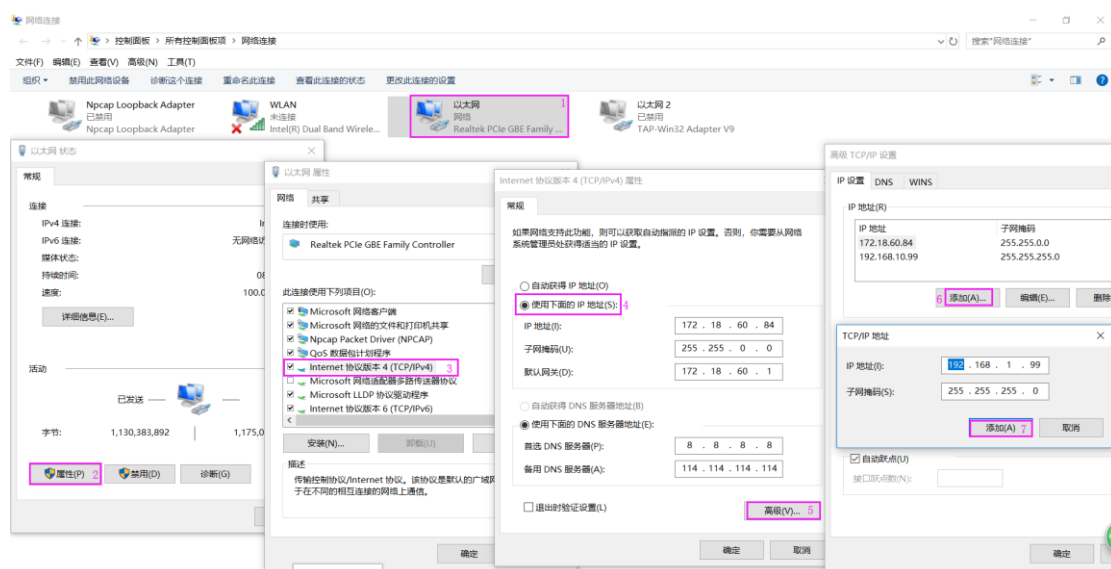 网络连接
控制面板 > 所有控制面板项 > 网络连接
搜索"网络连接"
文件(F) 编辑(E) 查看(V) 高级(N) 工具(T)
组织 禁用此网络设备 诊断这个连接 重命名此连接 查看此连接的状态 更改此连接的设置
Npcap Loopback Adapter
已禁用
Npcap Loopback Adapter
WLAN
未连接
Intel(R) Dual Band Wirele...
以太网 1
网络
Realtek PCIe GBE Family ...
以太网 2
已禁用
TAP-Win32 Adapter V9
以太网 状态
常规
连接
IPv4 连接:
IPv6 连接: 无网络访
媒体状态:
持续时间:
速度: 100.0
详细信息(E)...
活动
已发送
字节: 1,130,383,892 1,175,0
属性(P) 2 禁用(D) 诊断(G)
以太网 属性
网络 共享
连接时使用:
Realtek PCIe GBE Family Controller
此连接使用下列项目(O):
Microsoft 网络客户端
Microsoft 网络的文件和打印机共享
Npcap Packet Driver (NPCAP)
QoS 数据包计划程序
Internet 协议版本 4 (TCP/IPv4) 3
Microsoft 网络适配器多路传送器协议
Microsoft LLDP 协议驱动程序
Internet 协议版本 6 (TCP/IPv6)
安装(N)... 卸载(U)
描述
传输控制协议/Internet 协议。该协议是默认的广域网
于在不同的相互连接的网络上通信。
确定
Internet 协议版本 4 (TCP/IPv4) 属性
常规
如果网络支持此功能，则可以获取自动指派的 IP 设置。否则，你需要从网络
系统管理员处获得适当的 IP 设置。
自动获得 IP 地址(O)
使用下面的 IP 地址(S): 4
IP 地址(I): 172 . 18 . 60 . 84
子网掩码(U): 255 . 255 . 0 . 0
默认网关(D): 172 . 18 . 60 . 1
自动获得 DNS 服务器地址(B)
使用下面的 DNS 服务器地址(E):
首选 DNS 服务器(P): 8 . 8 . 8 . 8
备用 DNS 服务器(A): 114 . 114 . 114 . 114
退出时验证设置(L)
高级(V)... 5
确定 取消
高级 TCP/IP 设置
IP 设置 DNS WINS
IP 地址(R)
IP 地址 子网掩码
172.18.60.84 255.255.0.0
192.168.10.99 255.255.255.0
6 添加(A)... 编辑(E)... 删除
TCP/IP 地址
IP 地址(I): 192 . 168 . 1 . 99
子网掩码(S): 255 . 255 . 255 . 0
添加(A) 7 取消
自动跃点(U)
接口跃点数(N):
确定